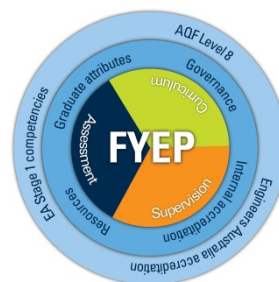 AQF Level 8
Graduate attributes
Governance
Curriculum
Assessment
FYEP
Supervision
EA Stage 1 competencies
Resources
Internal accreditation
Engineers Australia accreditation